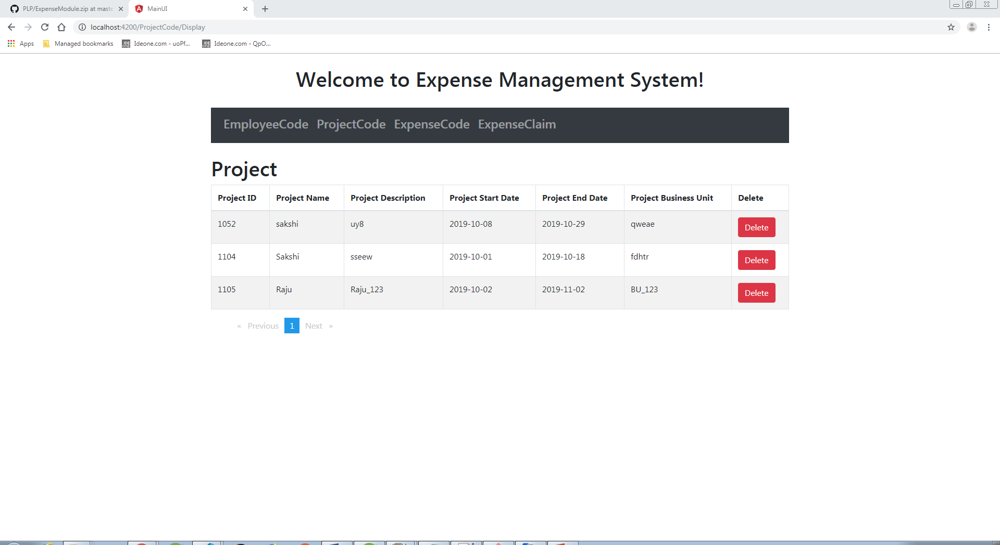 PLP/ExpenseModule.zip at maste
MainUI
localhost:4200/ProjectCode/Display
Apps
Managed bookmarks
Ideone.com - uoPf...
Ideone.com - QpO...
Welcome to Expense Management System!
EmployeeCode ProjectCode ExpenseCode ExpenseClaim
Project
Project ID Project Name Project Description Project Start Date Project End Date Project Business Unit Delete
1052 sakshi uy8 2019-10-08 2019-10-29 qweae Delete
1104 Sakshi sseew 2019-10-01 2019-10-18 fdhtr Delete
1105 Raju Raju_123 2019-10-02 2019-11-02 BU_123 Delete
« Previous 1 Next »